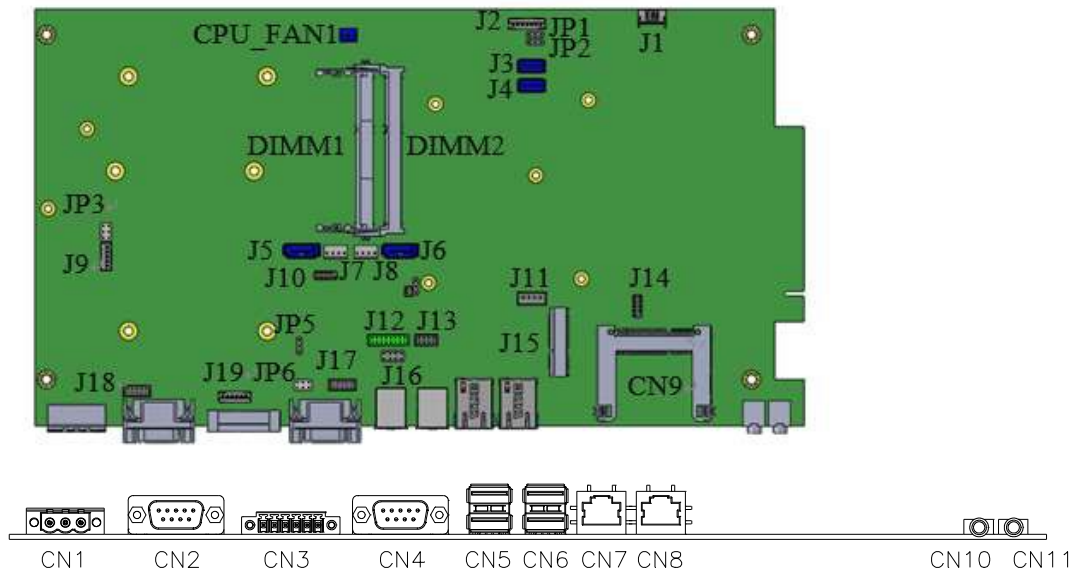 CPU_FAN1 J2 JP1 J1
JP2
J3
J4
DIMM1 DIMM2
JP3
J9 J5 J7 J8 J6
J10 J11 J14
JP5 J12 J13
J15
J18 J19 JP6 J17 J16 CN9
CN1 CN2 CN3 CN4 CN5 CN6 CN7 CN8 CN10 CN11